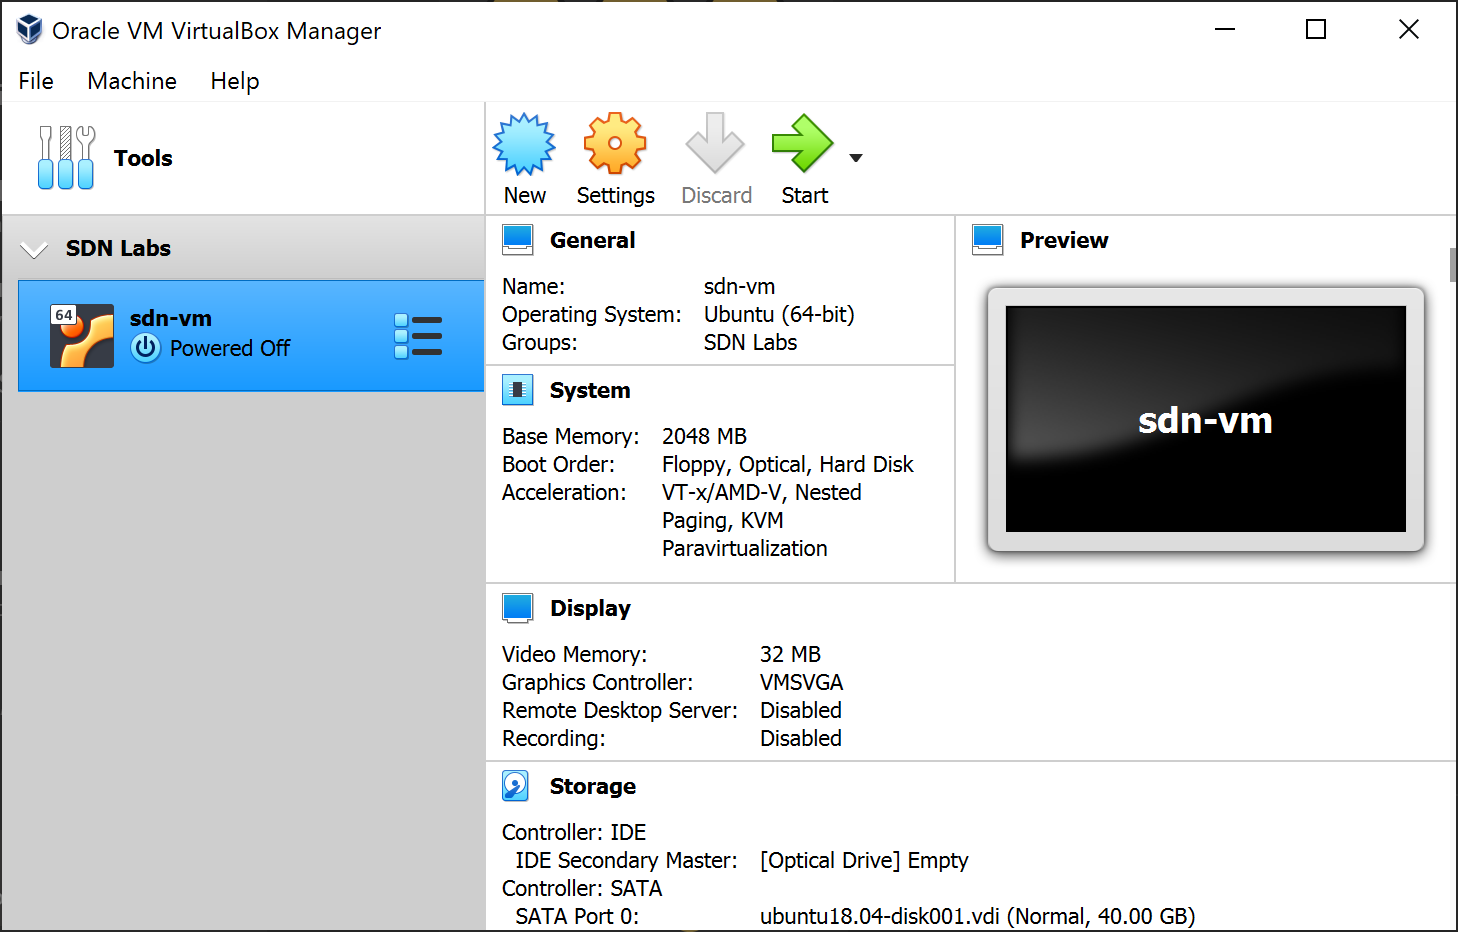 Oracle VM VirtualBox Manager
File Machine Help
Tools
New Settings Discard Start
SDN Labs
64
sdn-vm
Powered Off
General
Name: sdn-vm
Operating System: Ubuntu (64-bit)
Groups: SDN Labs
Preview
sdn-vm
System
Base Memory: 2048 MB
Boot Order: Floppy, Optical, Hard Disk
Acceleration: VT-x/AMD-V, Nested
Paging, KVM
Paravirtualization
Display
Video Memory: 32 MB
Graphics Controller: VMSVGA
Remote Desktop Server: Disabled
Recording: Disabled
Storage
Controller: IDE
IDE Secondary Master: [Optical Drive] Empty
Controller: SATA
SATA Port 0: ubuntu18.04-disk001.vdi (Normal, 40.00 GB)